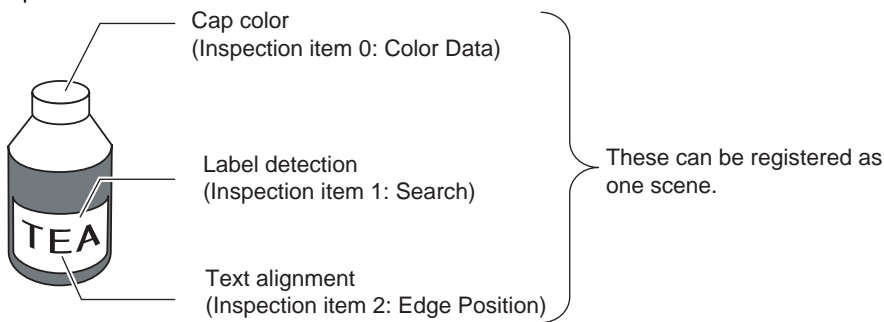 Cap color
(Inspection item 0: Color Data)
Label detection
(Inspection item 1: Search)
TEA
Text alignment
(Inspection item 2: Edge Position)
These can be registered as
one scene.